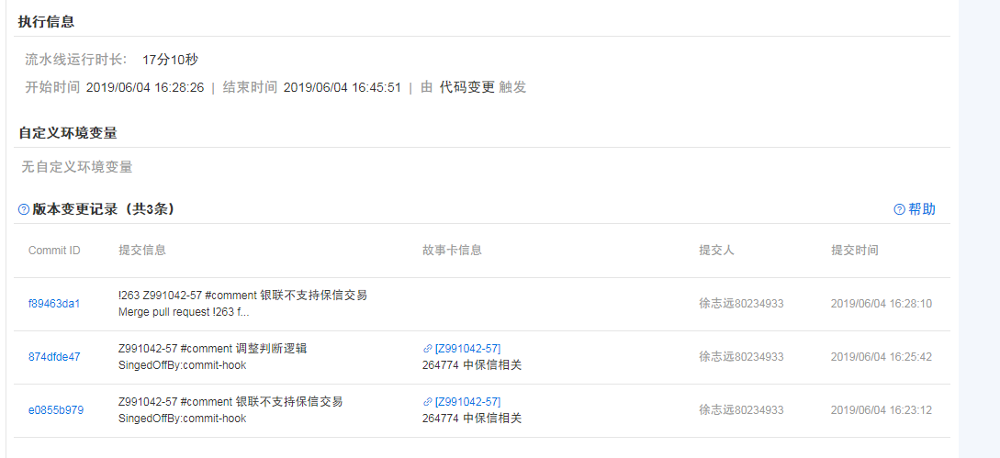 执行信息
流水线运行时长: 17分10秒
开始时间 2019/06/04 16:28:26 | 结束时间 2019/06/04 16:45:51 | 由 代码变更 触发
自定义环境变量
无自定义环境变量
版本变更记录（共3条） 帮助
Commit ID 提交信息 故事卡信息 提交人 提交时间
f89463da1 !263 Z991042-57 #comment 银联不支持保信交易 徐志远80234933 2019/06/04 16:28:10
Merge pull request !263 f...
874dfde47 Z991042-57 #comment 调整判断逻辑 [Z991042-57] 徐志远80234933 2019/06/04 16:25:42
SingedOffBy:commit-hook 264774 中保信相关
e0855b979 Z991042-57 #comment 银联不支持保信交易 [Z991042-57] 徐志远80234933 2019/06/04 16:23:12
SingedOffBy:commit-hook 264774 中保信相关